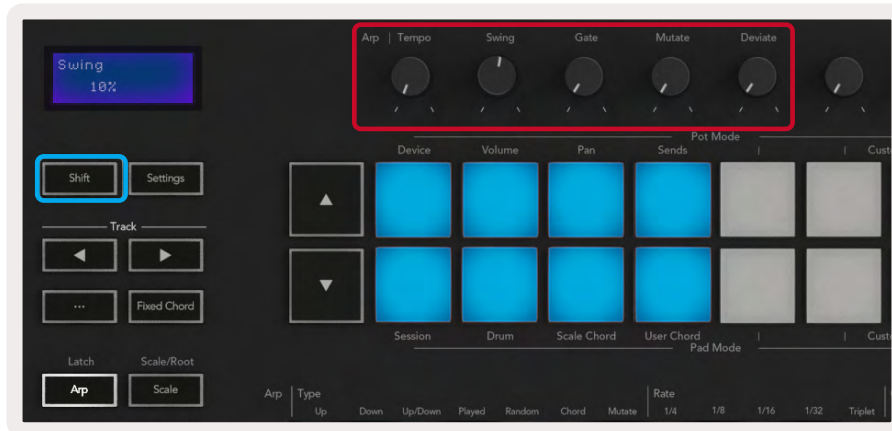 Arp | Tempo Swing Gate Mutate Deviate
Swing
10%
Pot Mode
Device Volume Pan Sends
Shift Settings
Track
... Fixed Chord
Session Drum Scale Chord User Chord
Pad Mode
Latch Scale/Root
Arp Scale
Arp Type Rate
Up Down Up/Down Played Random Chord Mutate 1/4 1/8 1/16 1/32 Triplet